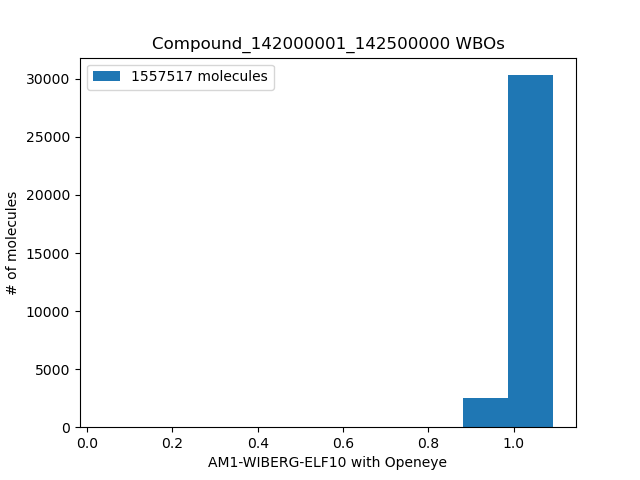 Compound_142000001_142500000 WBOs
1557517 molecules
30000
25000
20000
15000
10000
5000
0
# of molecules
0.0 0.2 0.4 0.6 0.8 1.0
AM1-WIBERG-ELF10 with Openeye